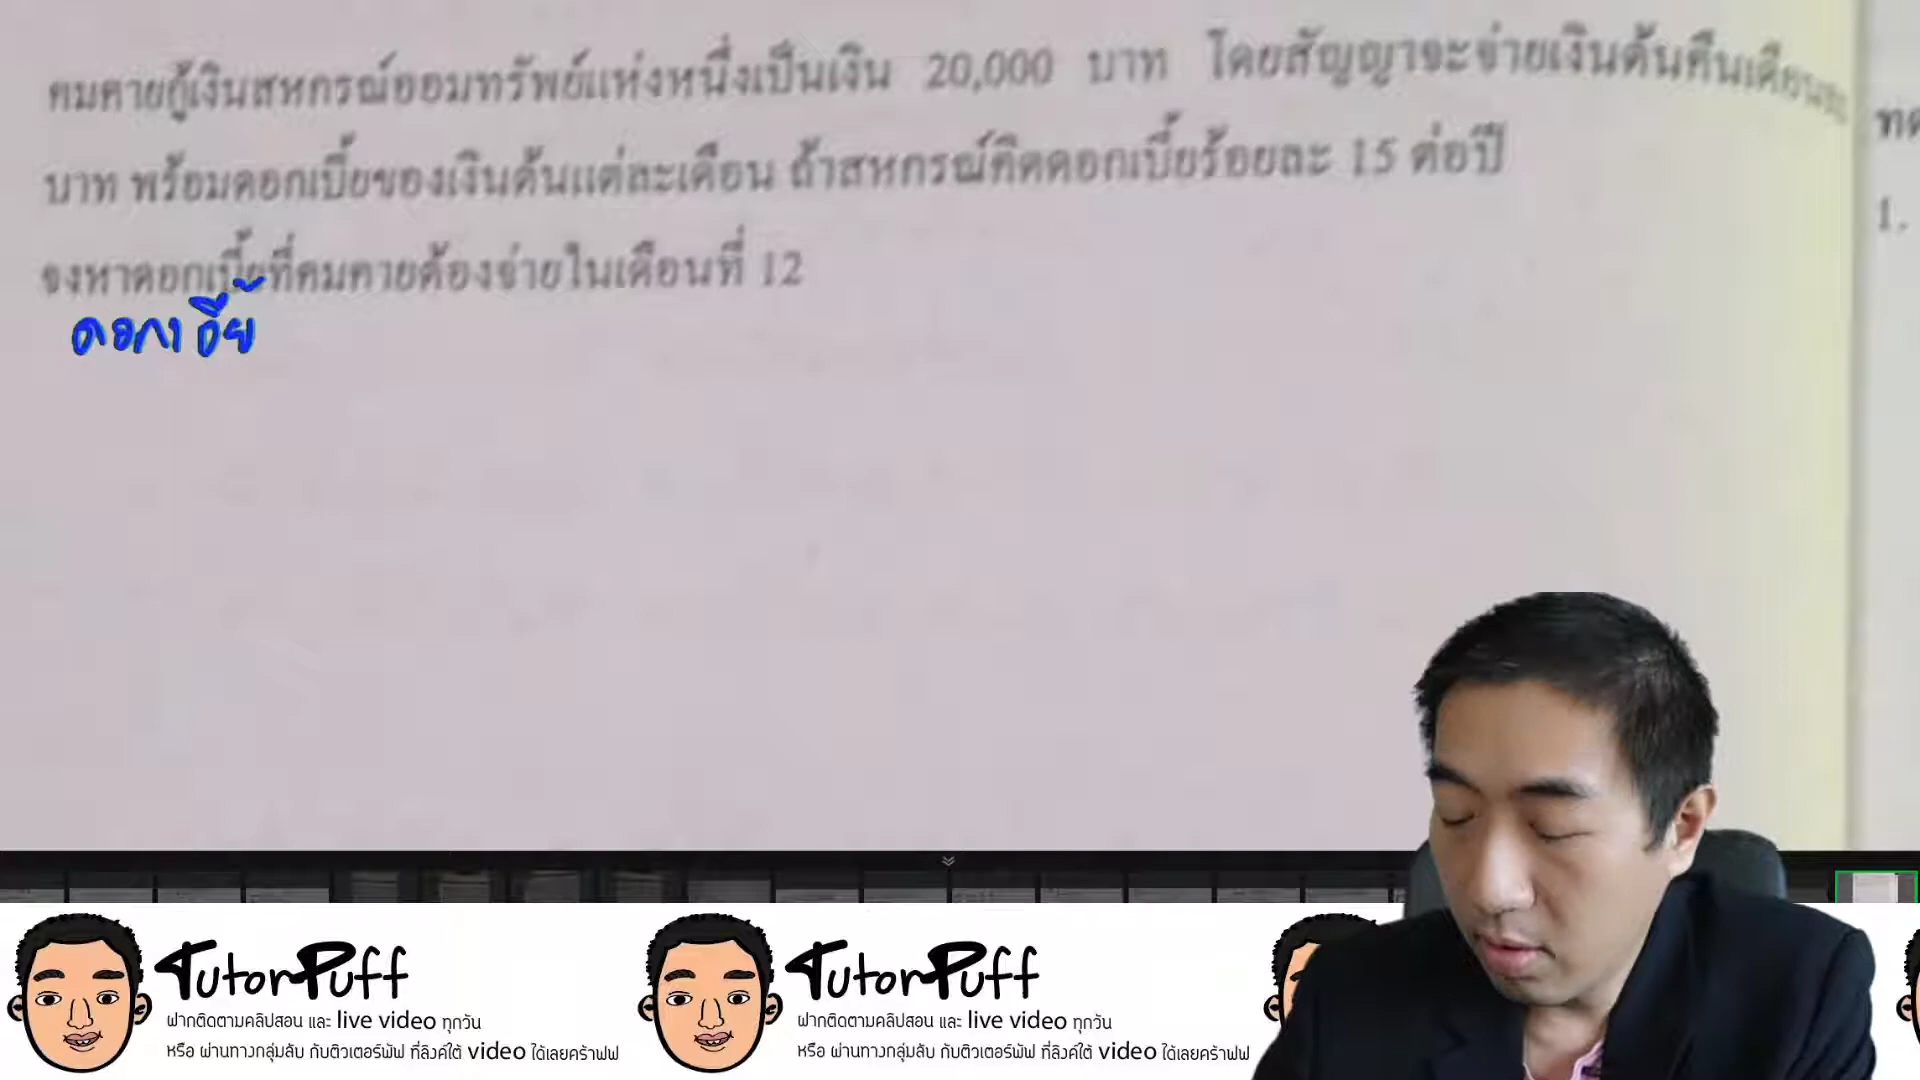 คมคายกู้เงินสหกรณ์ออมทรัพย์แห่งหนึ่งเป็นเงิน 20,000 บาท โดยสัญญาจะจ่ายเงินต้นคืนเดือนละ
บาท พร้อมดอกเบี้ยของเงินต้นแต่ละเดือน ถ้าสหกรณ์คิดดอกเบี้ยร้อยละ 15 ต่อปี
จงหาดอกเบี้ยที่คมคายต้องจ่ายในเดือนที่ 12
1.
TutorPuff
ฝากติดตามคลิปสอน และ live video ทุกวัน
หรือ ผ่านทางกลุ่มลับ กับติวเตอร์พัฟ ที่ลิงค์ใต้ video ได้เลยคร้าฟฟ
TutorPuff
ฝากติดตามคลิปสอน และ live video ทุกวัน
หรือ ผ่านทางกลุ่มลับ กับติวเตอร์พัฟ ที่ลิงค์ใต้ video ได้เลยคร้าฟฟ